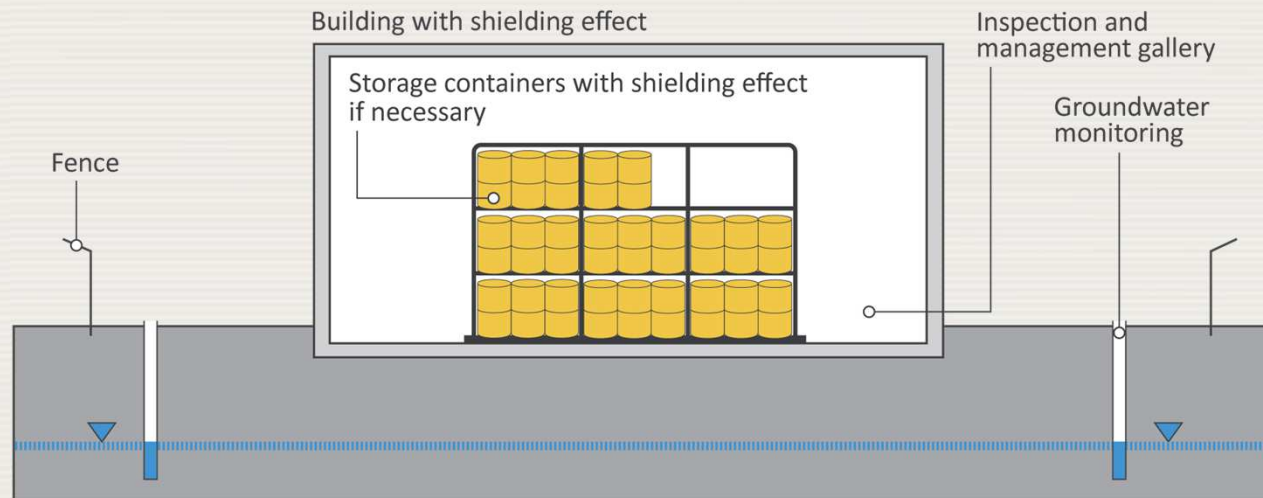 Building with shielding effect
Inspection and
management gallery
Storage containers with shielding effect
if necessary
Groundwater
monitoring
Fence